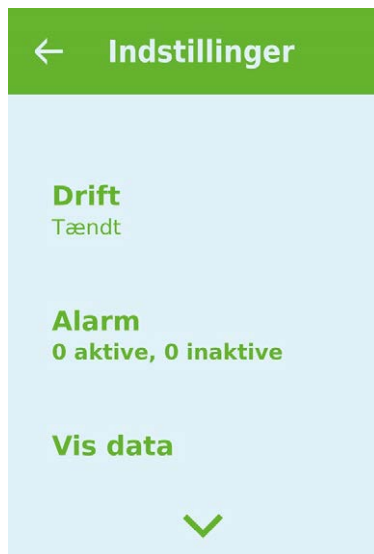 Indstillinger
Drift
Tændt
Alarm
0 aktive, 0 inaktive
Vis data